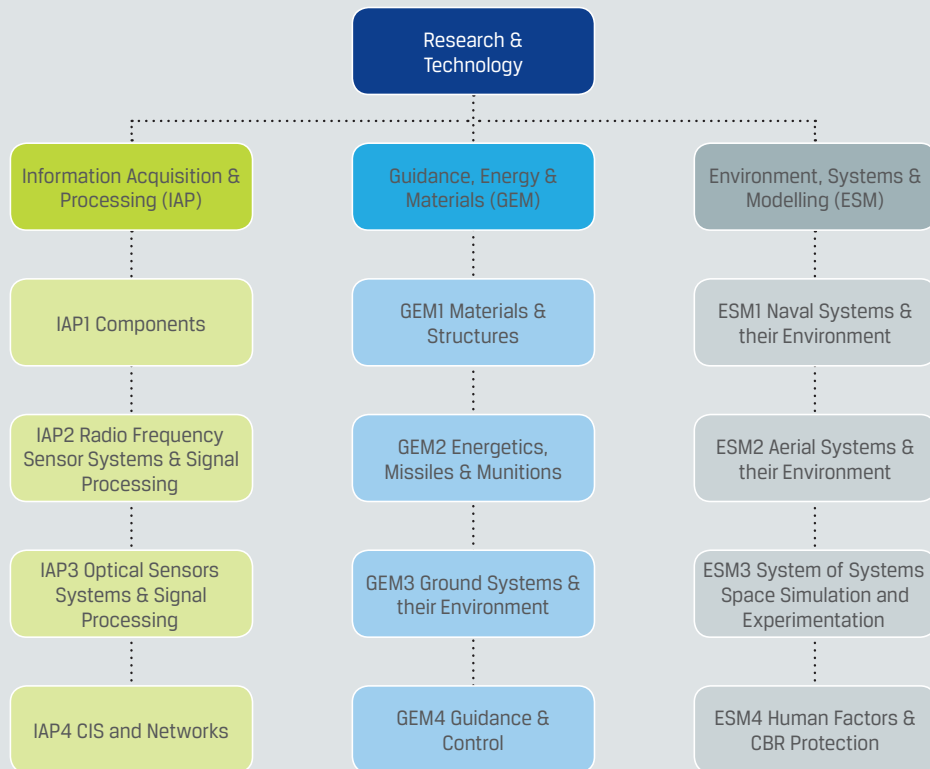 Research &
Technology
Information Acquisition &
Processing (IAP)
Guidance, Energy &
Materials (GEM)
Environment, Systems &
Modelling (ESM)
IAP1 Components
GEM1 Materials &
Structures
ESM1 Naval Systems &
their Environment
IAP2 Radio Frequency
Sensor Systems & Signal
Processing
GEM2 Energetics,
Missiles & Munitions
ESM2 Aerial Systems &
their Environment
IAP3 Optical Sensors
Systems & Signal
Processing
GEM3 Ground Systems &
their Environment
ESM3 System of Systems
Space Simulation and
Experimentation
IAP4 CIS and Networks
GEM4 Guidance &
Control
ESM4 Human Factors &
CBR Protection